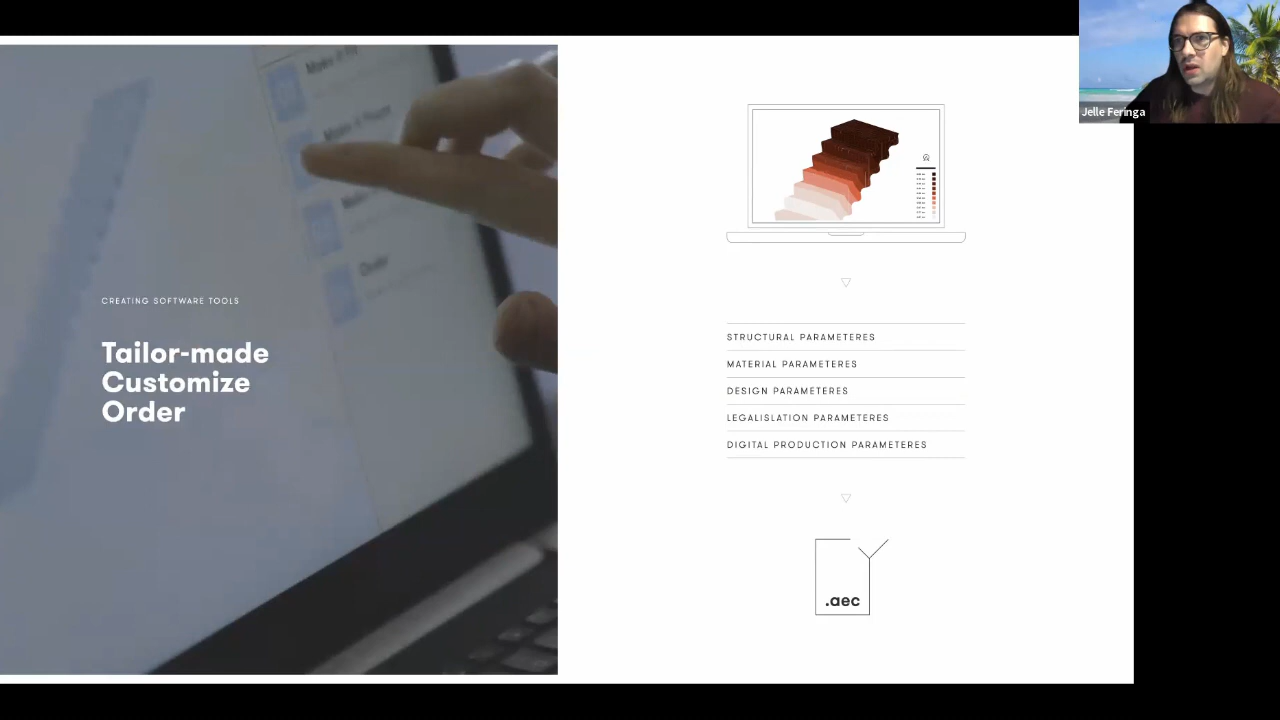 CREATING SOFTWARE TOOLS
Tailor-made
Customize
Order
STRUCTURAL PARAMETERES
MATERIAL PARAMETERES
DESIGN PARAMETERES
LEGALISLATION PARAMETERES
DIGITAL PRODUCTION PARAMETERES
.aec
Jelle Feringa